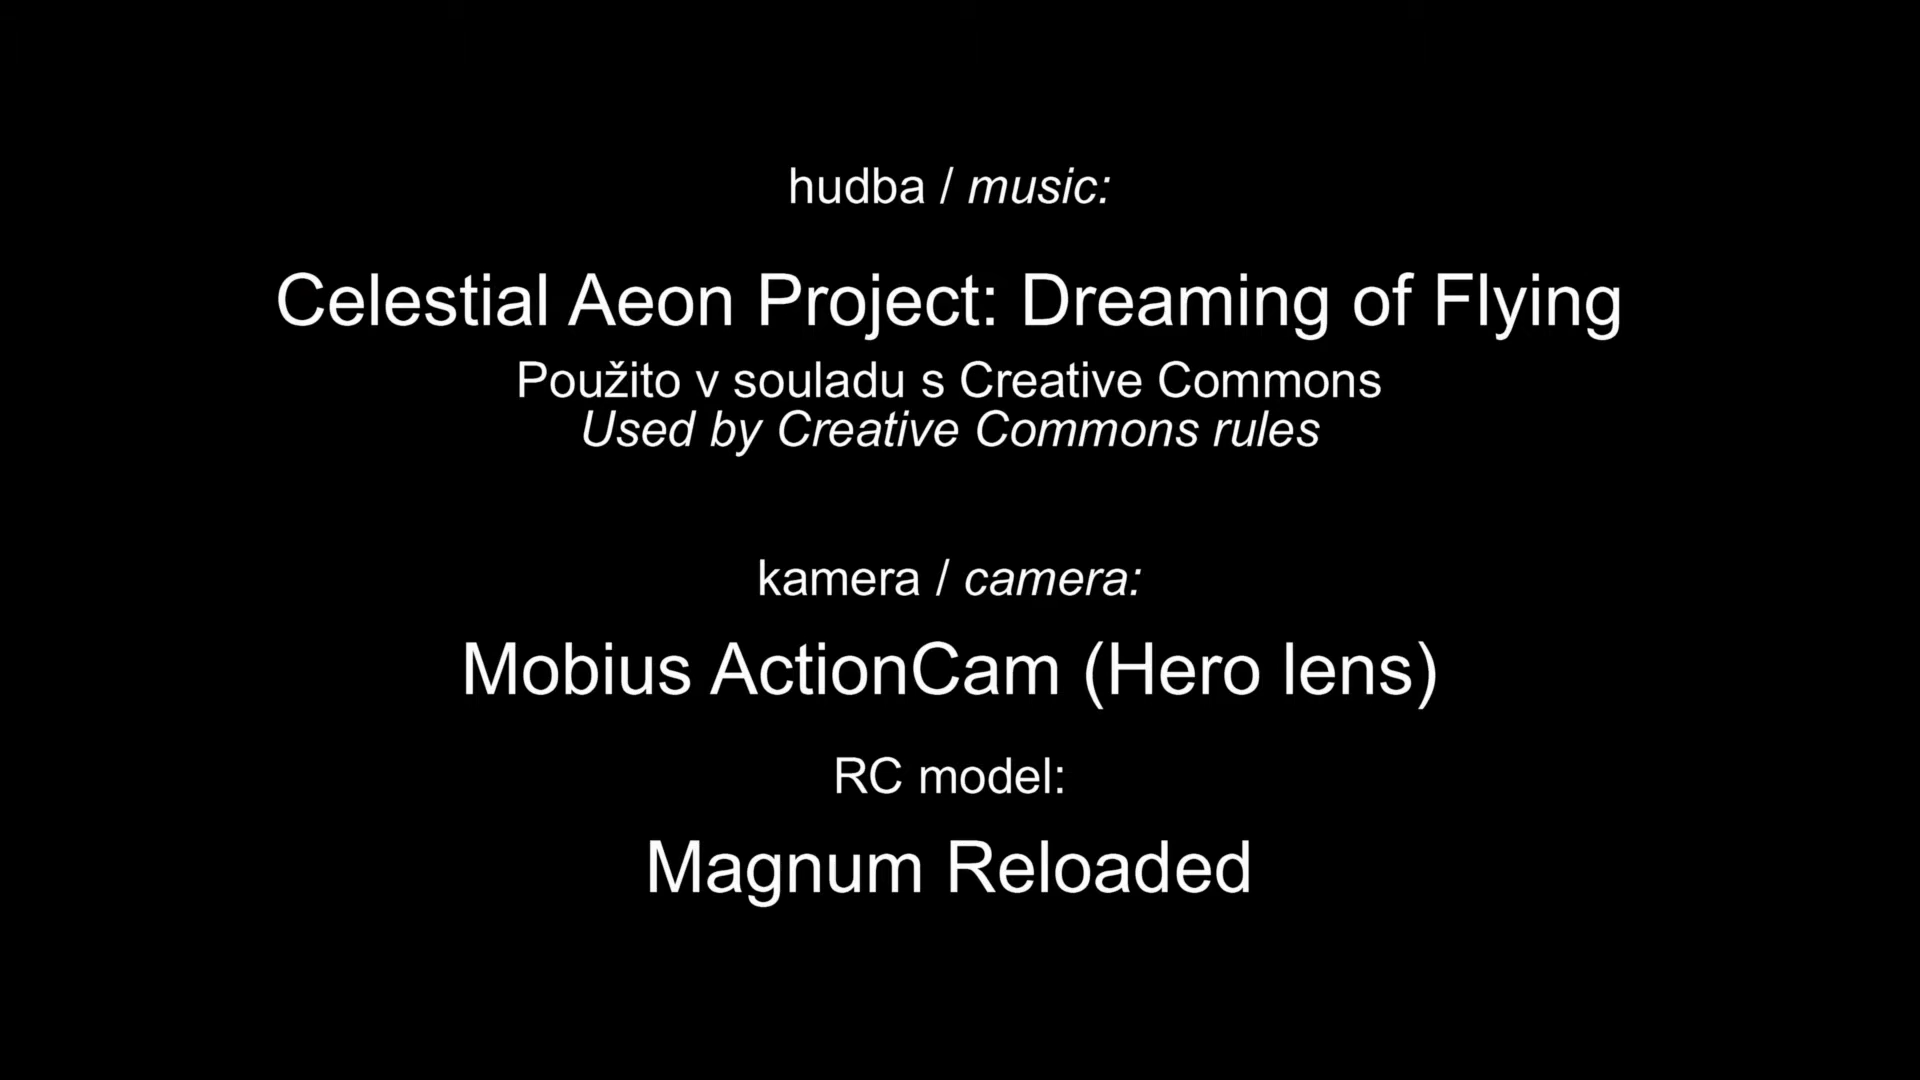 hudba / music:
Celestial Aeon Project: Dreaming of Flying
Použito v souladu s Creative Commons
Used by Creative Commons rules
kamera / camera:
Mobius ActionCam (Hero lens)
RC model:
Magnum Reloaded